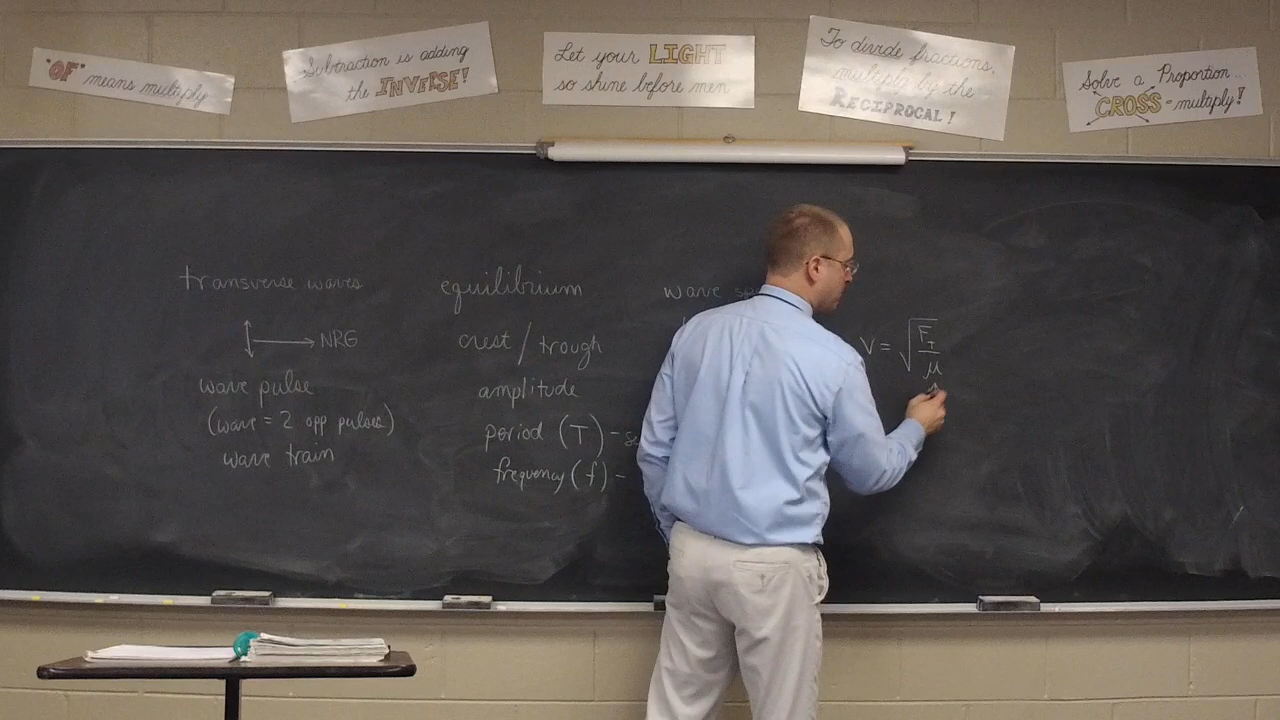 "OF" means multiply
Subtraction is adding
the INVERSE!
Let your LIGHT
so shine before men
To divide fractions,
multiply by the
RECIPROCAL!
Solve a Proportion...
CROSS-multiply!
transverse waves
NRG
wave pulse
(wave = 2 opp pulses)
wave train
equilibrium
crest / trough
amplitude
period (T) -
frequency (f) -
wave
V = √(F_T / μ)